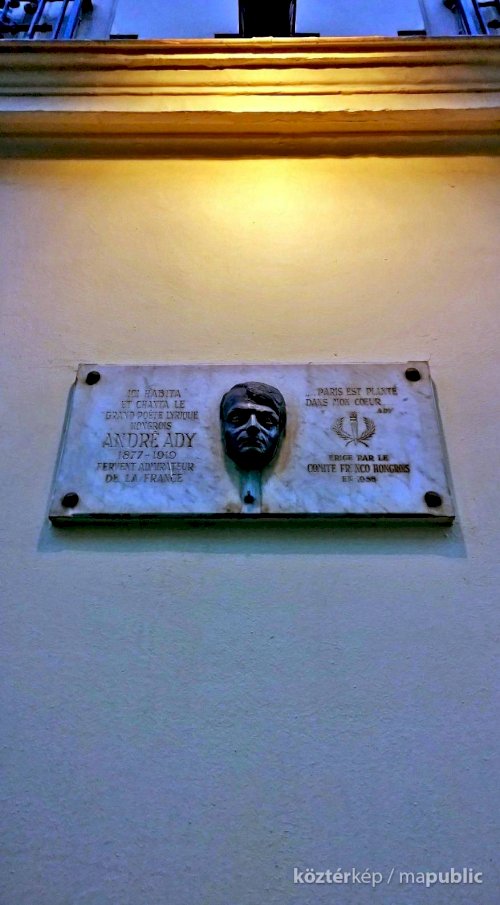 ICI HABITA
ET CHANTA LE
GRAND POÈTE LYRIQUE
HONGROIS
ANDRÉ ADY
1877-1919
FERVENT ADMIRATEUR
DE LA FRANCE
"...PARIS EST PLANTÉ
DANS MON COEUR..."
ADY
ÉRIGÉ PAR LE
COMITÉ FRANCO HONGROIS
EN
köztérkép / mapublic